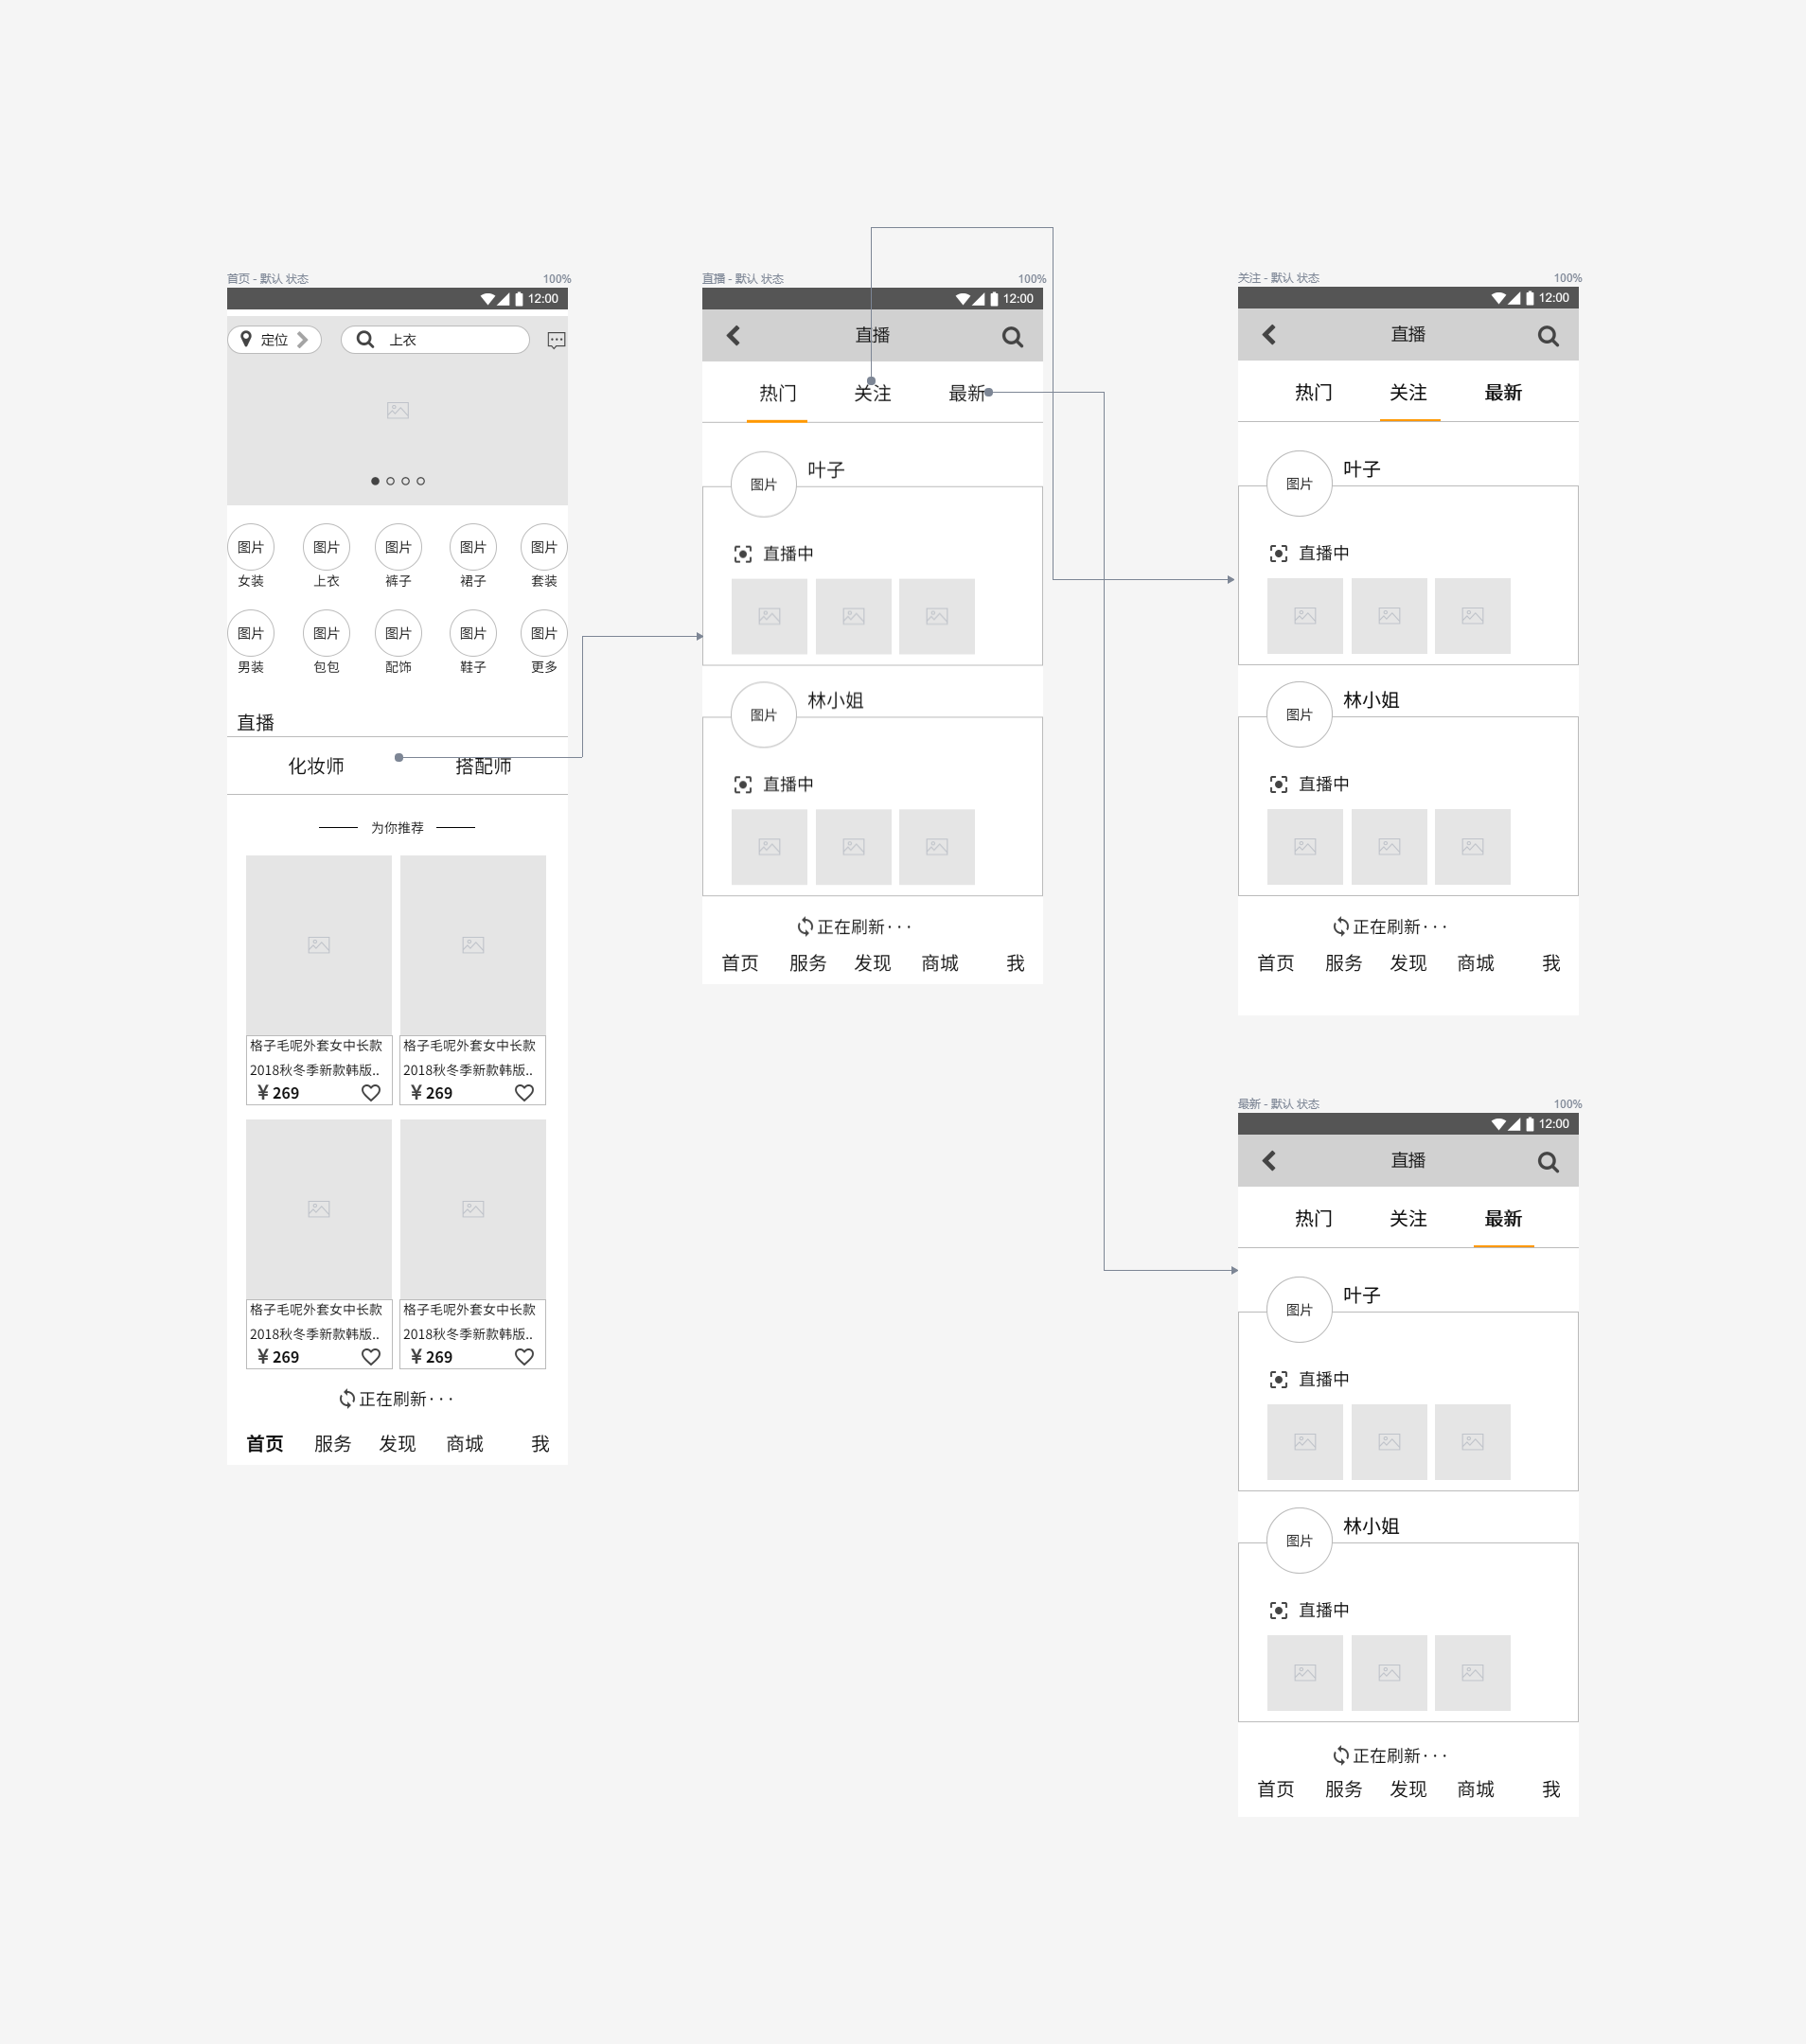 首页 - 默认 状态 100%
12:00
定位 上衣
图片 图片 图片 图片 图片
女装 上衣 裤子 裙子 套装
图片 图片 图片 图片 图片
男装 包包 配饰 鞋子 更多
直播
化妆师 搭配师
为你推荐
格子毛呢外套女中长款 格子毛呢外套女中长款
2018秋冬季新款韩版.. 2018秋冬季新款韩版..
¥ 269 ¥ 269
格子毛呢外套女中长款 格子毛呢外套女中长款
2018秋冬季新款韩版.. 2018秋冬季新款韩版..
¥ 269 ¥ 269
正在刷新···
首页 服务 发现 商城 我
直播 - 默认 状态 100%
12:00
直播
热门 关注 最新
叶子
图片
直播中
林小姐
图片
直播中
正在刷新···
首页 服务 发现 商城 我
关注 - 默认 状态 100%
12:00
直播
热门 关注 最新
叶子
图片
直播中
林小姐
图片
直播中
正在刷新···
首页 服务 发现 商城 我
最新 - 默认 状态 100%
12:00
直播
热门 关注 最新
叶子
图片
直播中
林小姐
图片
直播中
正在刷新···
首页 服务 发现 商城 我